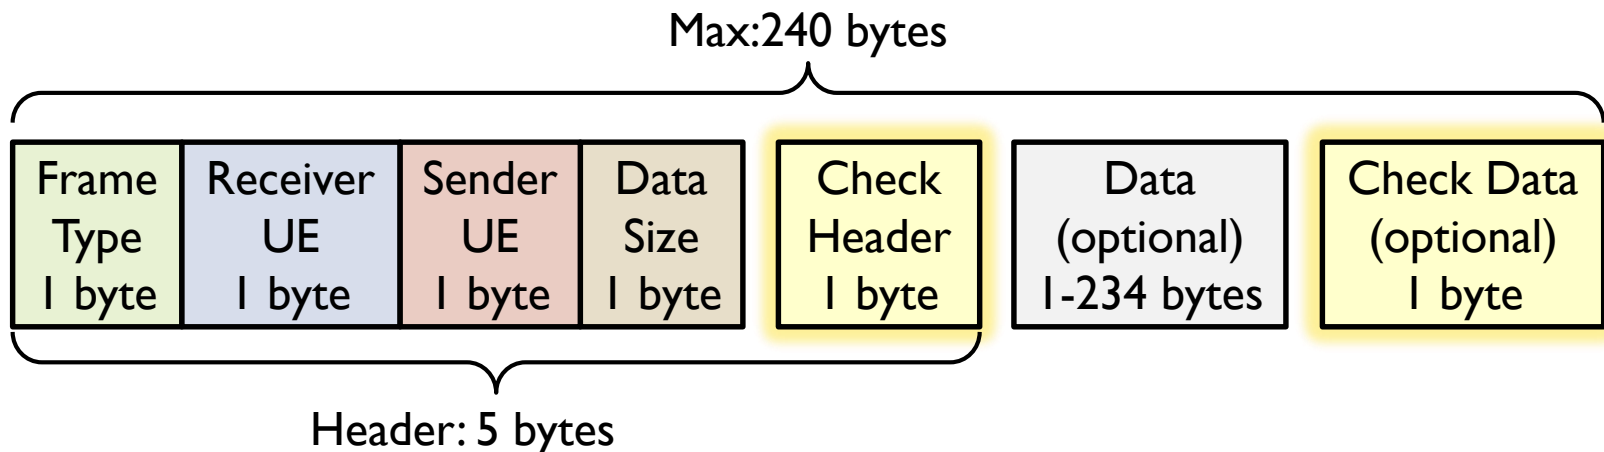 Max:240 bytes
Frame
Type
1 byte
Receiver
UE
1 byte
Sender
UE
1 byte
Data
Size
1 byte
Check
Header
1 byte
Data
(optional)
1-234 bytes
Check Data
(optional)
1 byte
Header: 5 bytes